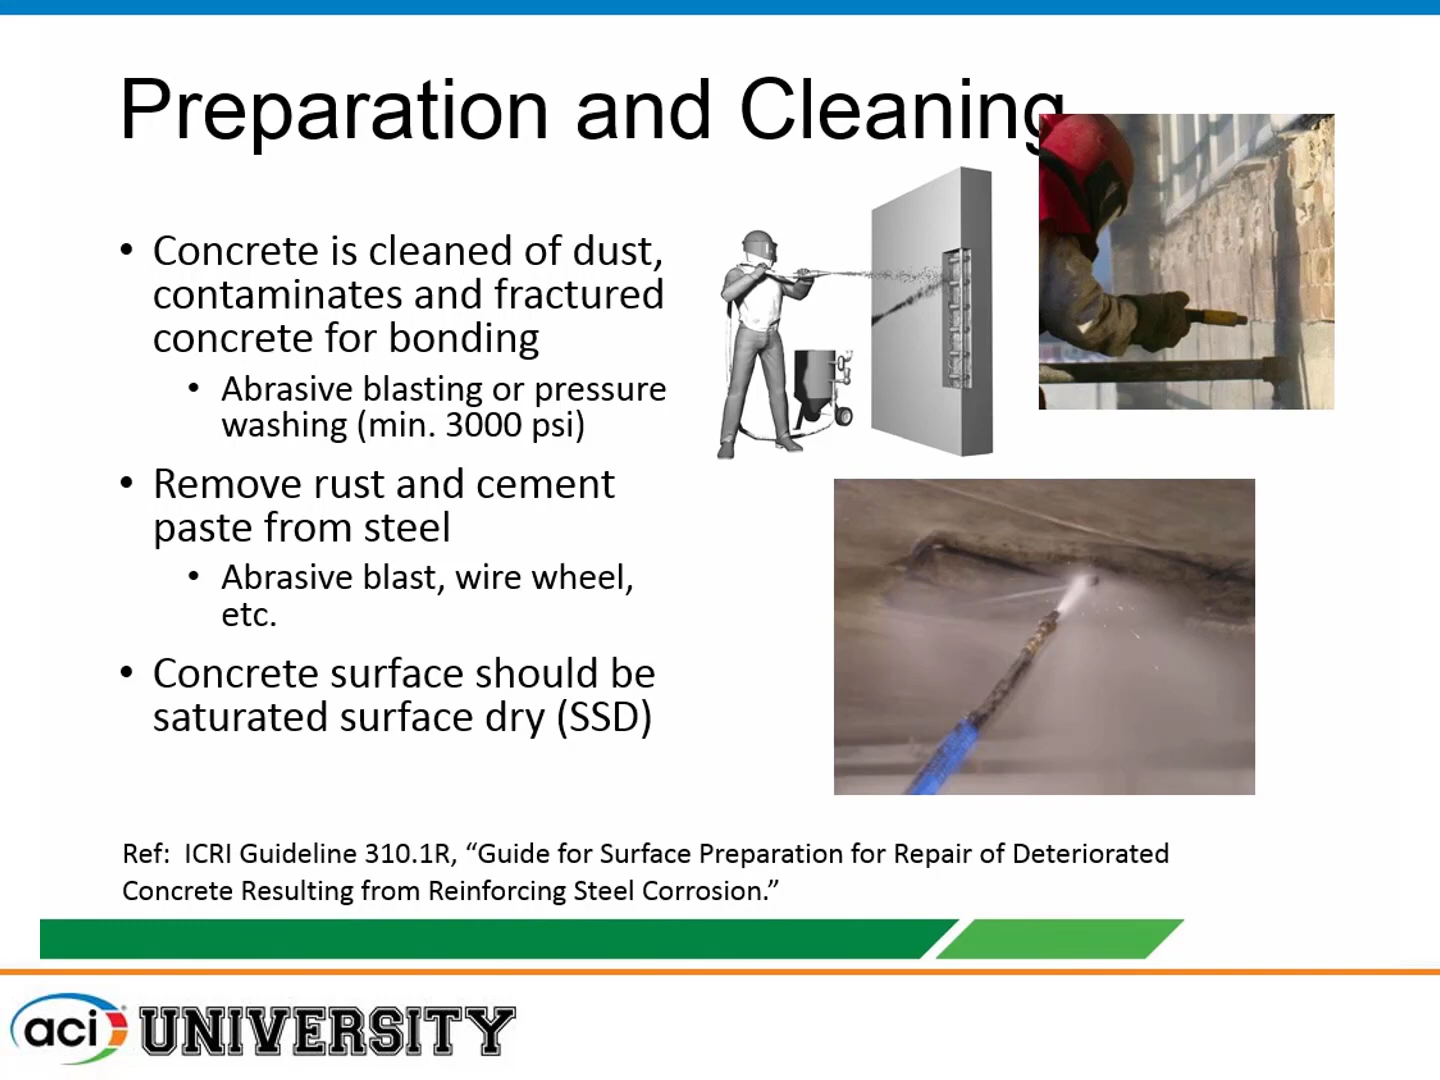 Preparation and Cleaning
• Concrete is cleaned of dust,
contaminates and fractured
concrete for bonding
• Abrasive blasting or pressure
washing (min. 3000 psi)
• Remove rust and cement
paste from steel
• Abrasive blast, wire wheel,
etc.
• Concrete surface should be
saturated surface dry (SSD)
Ref:  ICRI Guideline 310.1R, “Guide for Surface Preparation for Repair of Deteriorated
Concrete Resulting from Reinforcing Steel Corrosion.”
aci UNIVERSITY